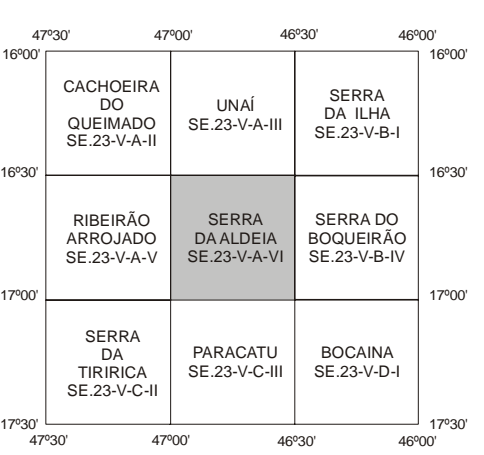 47º30' 47º00' 46º30' 46º00'
16º00' 16º00'
CACHOEIRA
DO
QUEIMADO
SE.23-V-A-II
UNAÍ
SE.23-V-A-III
SERRA
DA ILHA
SE.23-V-B-I
16º30' 16º30'
RIBEIRÃO
ARROJADO
SE.23-V-A-V
SERRA
DA ALDEIA
SE.23-V-A-VI
SERRA DO
BOQUEIRÃO
SE.23-V-B-IV
17º00' 17º00'
SERRA
DA
TIRIRICA
SE.23-V-C-II
PARACATU
SE.23-V-C-III
BOCAINA
SE.23-V-D-I
17º30' 17º30'
47º30' 47º00' 46º30' 46º00'